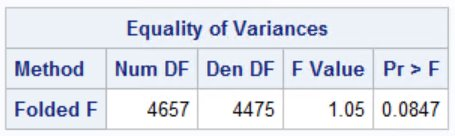 Equality of Variances
Method Num DF Den DF F Value Pr > F
Folded F 4657 4475 1.05 0.0847